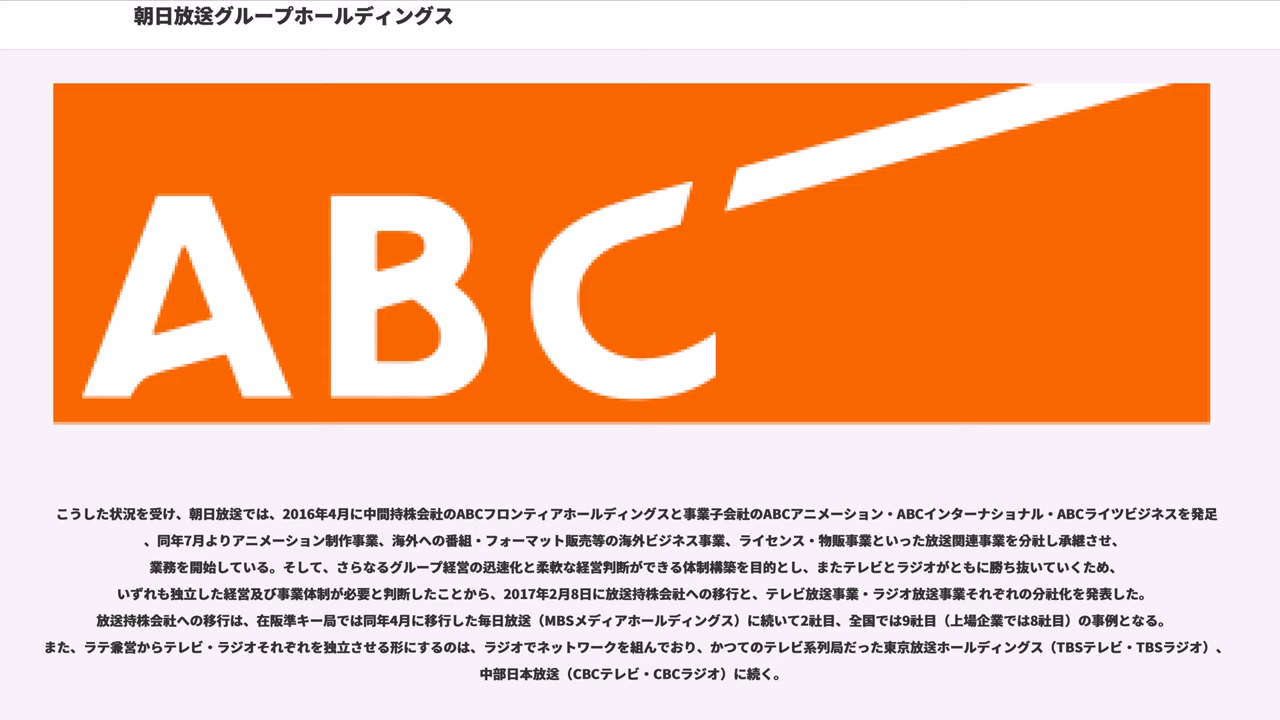 朝日放送グループホールディングス
ABC
こうした状況を受け、朝日放送では、2016年4月に中間持株会社のABCフロンティアホールディングスと事業子会社のABCアニメーション・ABCインターナショナル・ABCライツビジネスを発足
、同年7月よりアニメーション制作事業、海外への番組・フォーマット販売等の海外ビジネス事業、ライセンス・物販事業といった放送関連事業を分社し承継させ、
業務を開始している。そして、さらなるグループ経営の迅速化と柔軟な経営判断ができる体制構築を目的とし、またテレビとラジオがともに勝ち抜いていくため、
いずれも独立した経営及び事業体制が必要と判断したことから、2017年2月8日に放送持株会社への移行と、テレビ放送事業・ラジオ放送事業それぞれの分社化を発表した。
放送持株会社への移行は、在阪準キー局では同年4月に移行した毎日放送（MBSメディアホールディングス）に続いて2社目、全国では9社目（上場企業では8社目）の事例となる。
また、ラテ兼営からテレビ・ラジオそれぞれを独立させる形にするのは、ラジオでネットワークを組んでおり、かつてのテレビ系列局だった東京放送ホールディングス（TBSテレビ・TBSラジオ）、
中部日本放送（CBCテレビ・CBCラジオ）に続く。